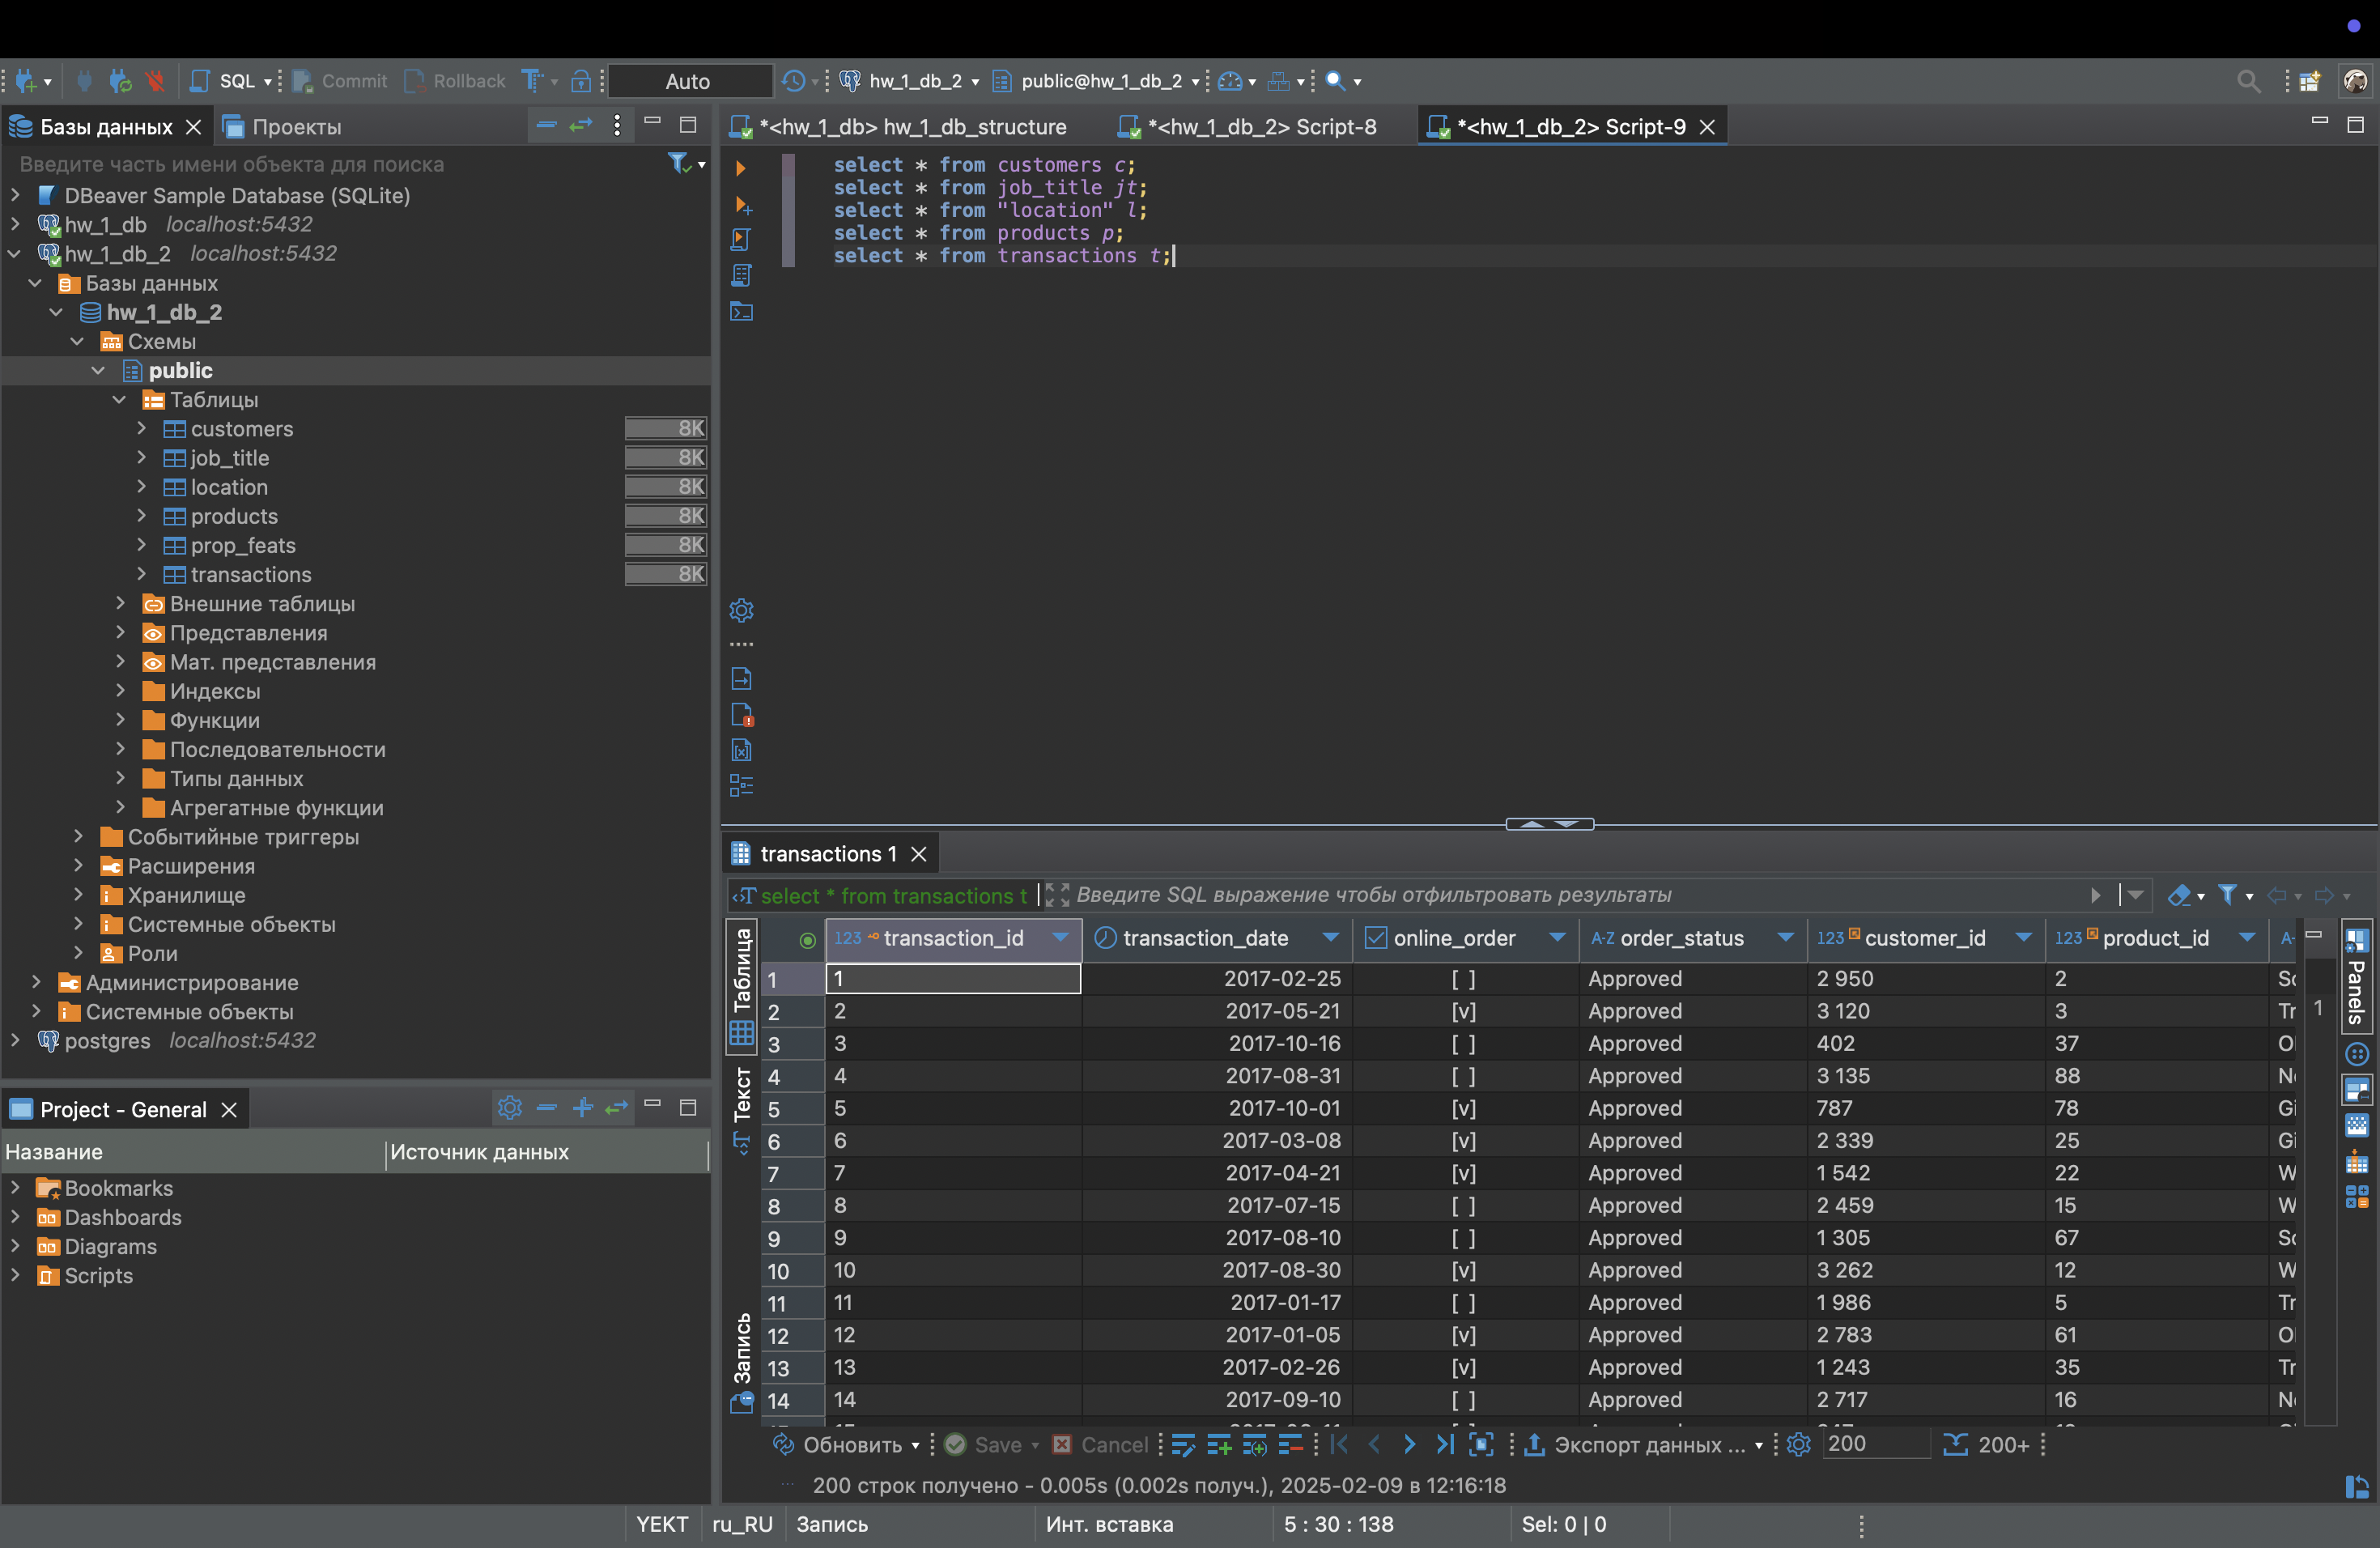 SQL Commit Rollback Auto hw_1_db_2 public@hw_1_db_2
Базы данных Проекты
Введите часть имени объекта для поиска
DBeaver Sample Database (SQLite)
hw_1_db localhost:5432
hw_1_db_2 localhost:5432
Базы данных
hw_1_db_2
Схемы
public
Таблицы
customers 8K
job_title 8K
location 8K
products 8K
prop_feats 8K
transactions 8K
Внешние таблицы
Представления
Мат. представления
Индексы
Функции
Последовательности
Типы данных
Агрегатные функции
Событийные триггеры
Расширения
Хранилище
Системные объекты
Роли
Администрирование
Системные объекты
postgres localhost:5432
Project - General
Название Источник данных
Bookmarks
Dashboards
Diagrams
Scripts
*<hw_1_db> hw_1_db_structure *<hw_1_db_2> Script-8 *<hw_1_db_2> Script-9
select * from customers c;
select * from job_title jt;
select * from "location" l;
select * from products p;
select * from transactions t;
transactions 1
select * from transactions t Введите SQL выражение чтобы отфильтровать результаты
Таблица
Текст
Запись
123 transaction_id transaction_date online_order A-Z order_status 123 customer_id 123 product_id A-
1 1 2017-02-25 [ ] Approved 2 950 2 So
2 2 2017-05-21 [v] Approved 3 120 3 Tr
3 3 2017-10-16 [ ] Approved 402 37
4 4 2017-08-31 [ ] Approved 3 135 88
5 5 2017-10-01 [v] Approved 787 78 Gi
6 6 2017-03-08 [v] Approved 2 339 25 Gi
7 7 2017-04-21 [v] Approved 1 542 22 W
8 8 2017-07-15 [ ] Approved 2 459 15 W
9 9 2017-08-10 [ ] Approved 1 305 67 So
10 10 2017-08-30 [v] Approved 3 262 12 W
11 11 2017-01-17 [ ] Approved 1 986 5 Tr
12 12 2017-01-05 [v] Approved 2 783 61
13 13 2017-02-26 [v] Approved 1 243 35 Tr
14 14 2017-09-10 [ ] Approved 2 717 16
1
Panels
Обновить Save Cancel Экспорт данных ... 200 200+
200 строк получено - 0.005s (0.002s получ.), 2025-02-09 в 12:16:18
YEKT ru_RU Запись Инт. вставка 5 : 30 : 138 Sel: 0 | 0